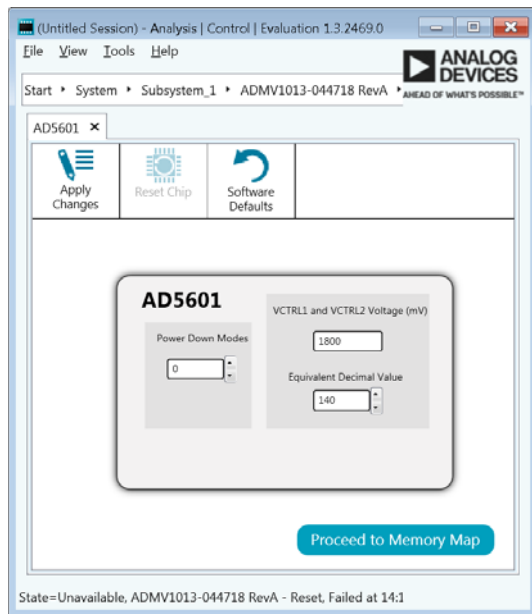 (Untitled Session) - Analysis | Control | Evaluation 1.3.2469.0
File View Tools Help
ANALOG
DEVICES
AHEAD OF WHAT'S POSSIBLE™
Start ▸ System ▸ Subsystem_1 ▸ ADMV1013-044718 RevA ▸
AD5601 ×
Apply
Changes
Reset Chip
Software
Defaults
AD5601
Power Down Modes
0
VCTRL1 and VCTRL2 Voltage (mV)
1800
Equivalent Decimal Value
140
Proceed to Memory Map
State=Unavailable, ADMV1013-044718 RevA - Reset, Failed at 14:1